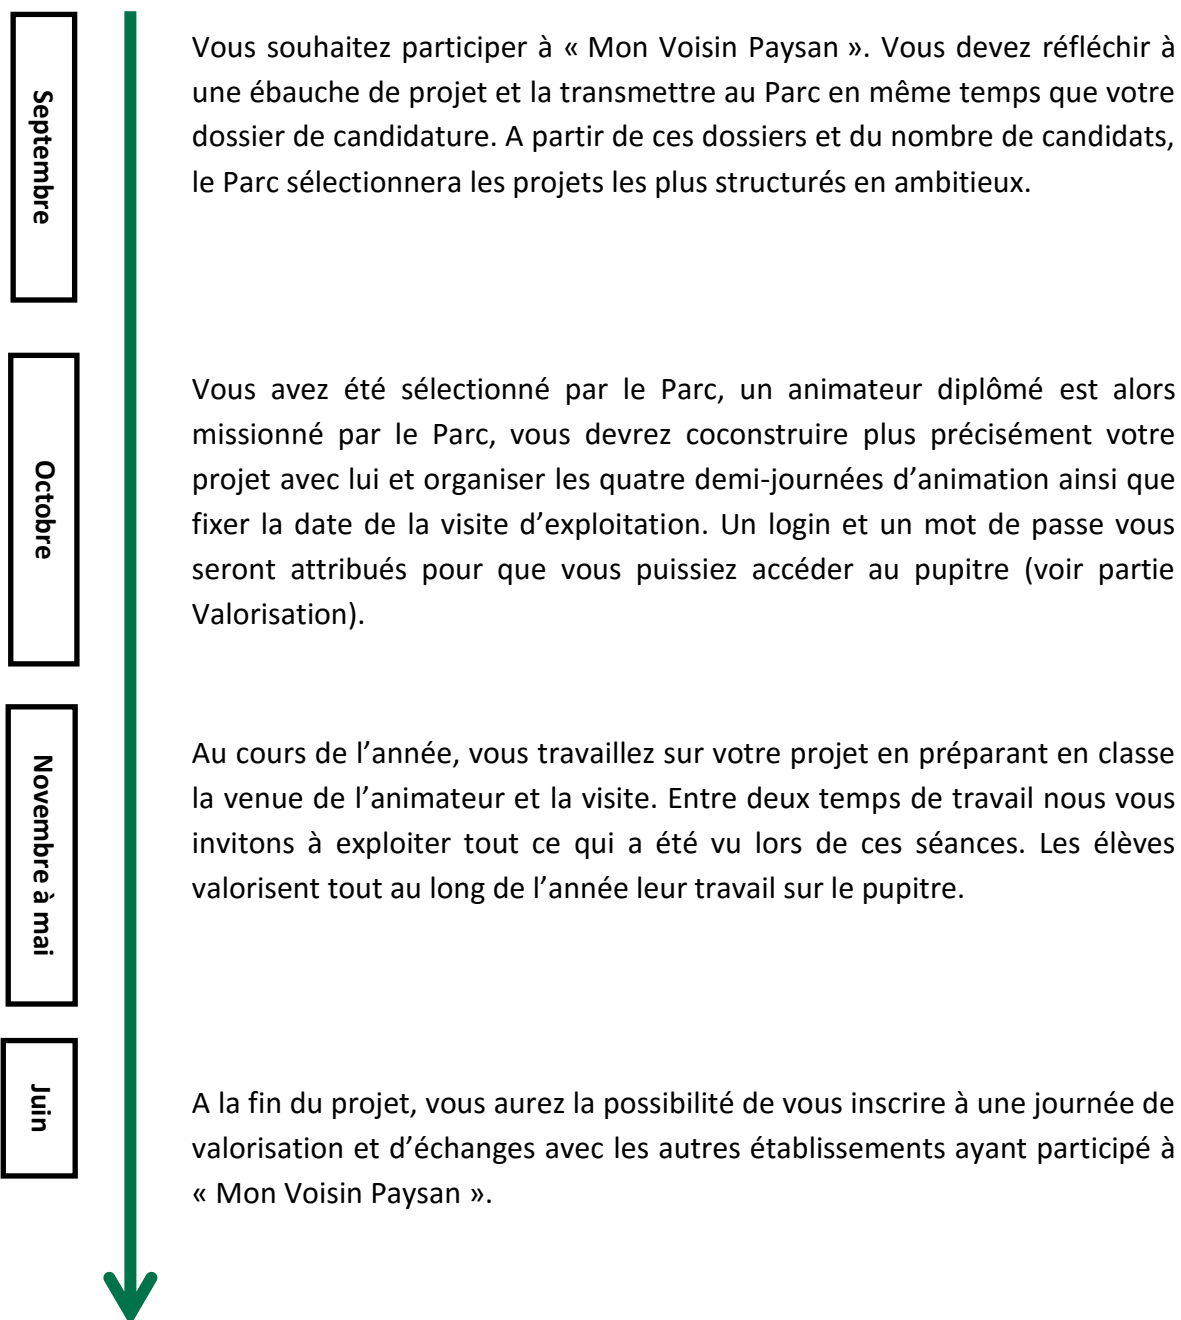 Septembre
Vous souhaitez participer à « Mon Voisin Paysan ». Vous devez réfléchir à
une ébauche de projet et la transmettre au Parc en même temps que votre
dossier de candidature. A partir de ces dossiers et du nombre de candidats,
le Parc sélectionnera les projets les plus structurés en ambitieux.
Octobre
Vous avez été sélectionné par le Parc, un animateur diplômé est alors
missionné par le Parc, vous devrez coconstruire plus précisément votre
projet avec lui et organiser les quatre demi-journées d’animation ainsi que
fixer la date de la visite d’exploitation. Un login et un mot de passe vous
seront attribués pour que vous puissiez accéder au pupitre (voir partie
Valorisation).
Novembre à mai
Au cours de l’année, vous travaillez sur votre projet en préparant en classe
la venue de l’animateur et la visite. Entre deux temps de travail nous vous
invitons à exploiter tout ce qui a été vu lors de ces séances. Les élèves
valorisent tout au long de l’année leur travail sur le pupitre.
Juin
A la fin du projet, vous aurez la possibilité de vous inscrire à une journée de
valorisation et d’échanges avec les autres établissements ayant participé à
« Mon Voisin Paysan ».